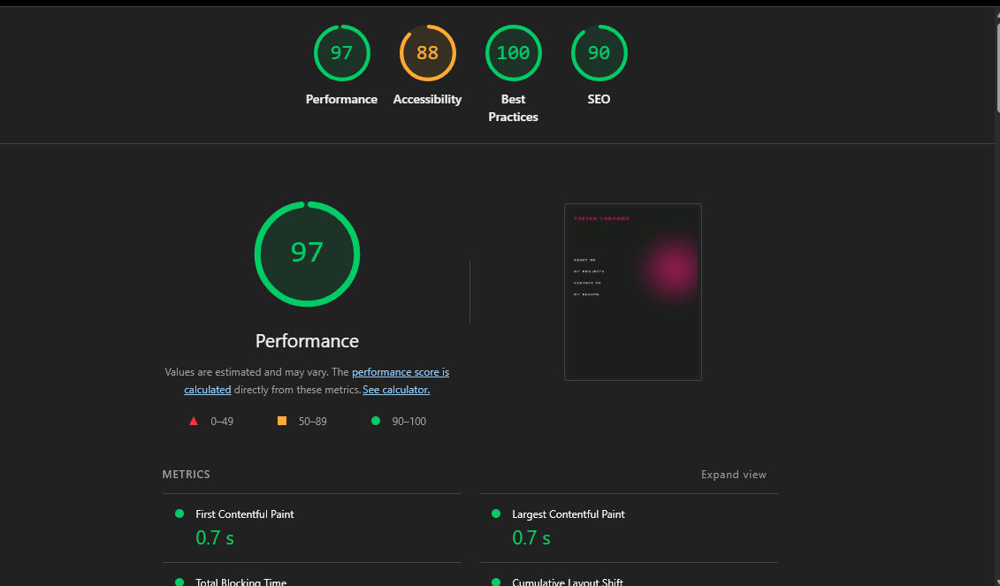 97
88
100
90
Performance
Accessibility
Best
Practices
SEO
97
Performance
Values are estimated and may vary. The performance score is
calculated directly from these metrics. See calculator.
0–49
50–89
90–100
ABOUT ME
MY PROJECTS
CONTACT ME
MY RESUME
METRICS
Expand view
First Contentful Paint
0.7 s
Largest Contentful Paint
0.7 s
Total Blocking Time
Cumulative Layout Shift